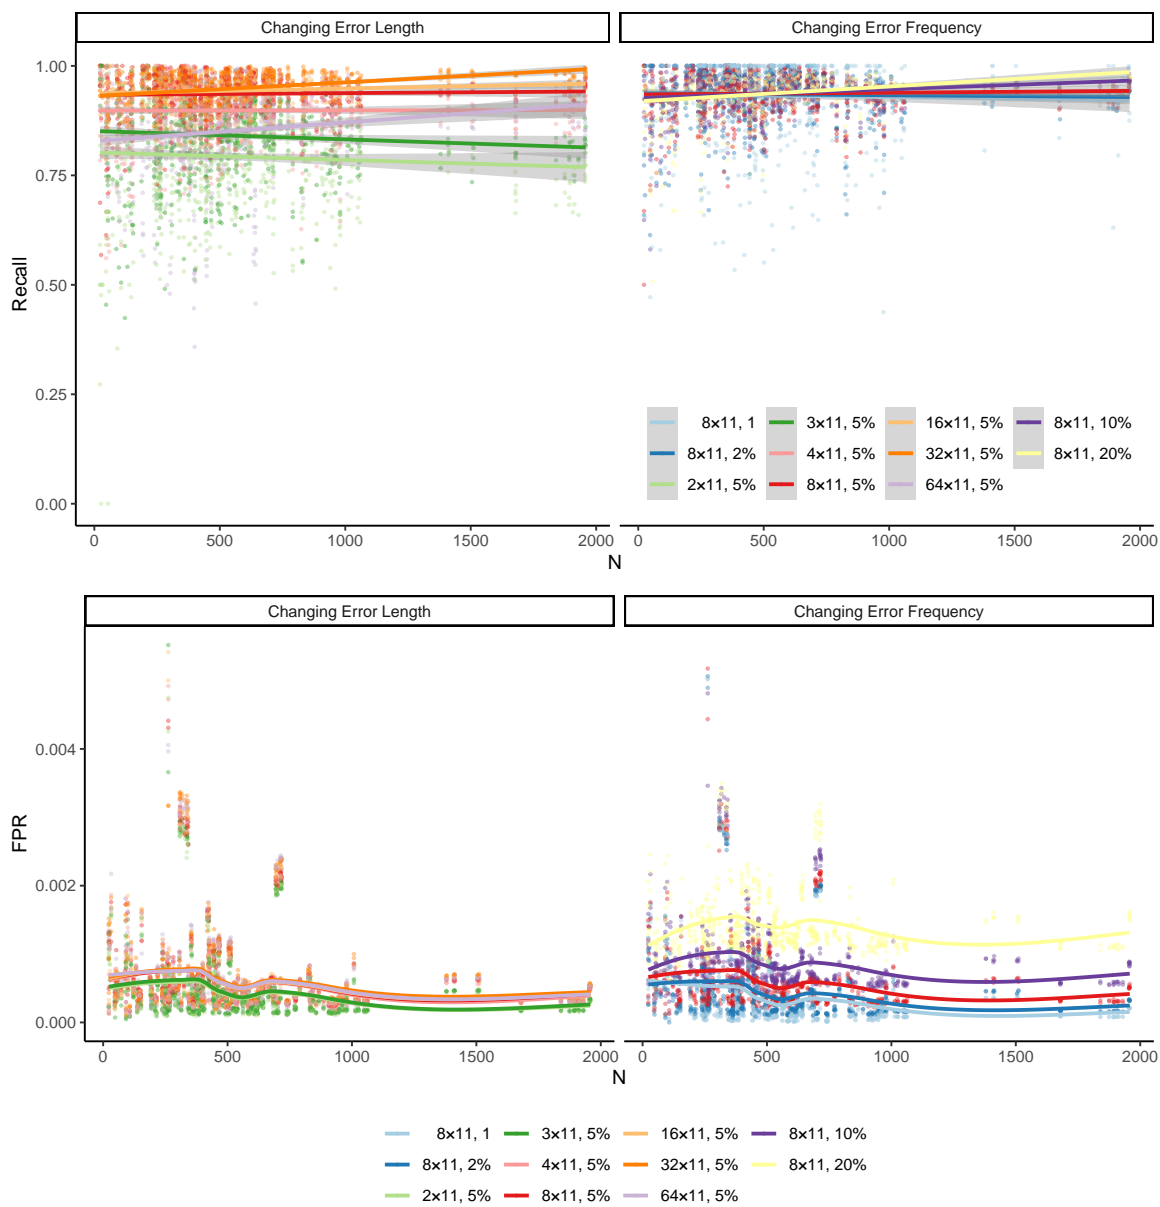 Changing Error Length
Changing Error Frequency
1.00
0.75
0.50
0.25
0.00
Recall
0 500 1000 1500 2000
0 500 1000 1500 2000
N
8×11, 1
3×11, 5%
16×11, 5%
8×11, 10%
8×11, 2%
4×11, 5%
32×11, 5%
8×11, 20%
2×11, 5%
8×11, 5%
64×11, 5%
Changing Error Length
Changing Error Frequency
0.004
0.002
0.000
FPR
0 500 1000 1500 2000
0 500 1000 1500 2000
N
8×11, 1
3×11, 5%
16×11, 5%
8×11, 10%
8×11, 2%
4×11, 5%
32×11, 5%
8×11, 20%
2×11, 5%
8×11, 5%
64×11, 5%